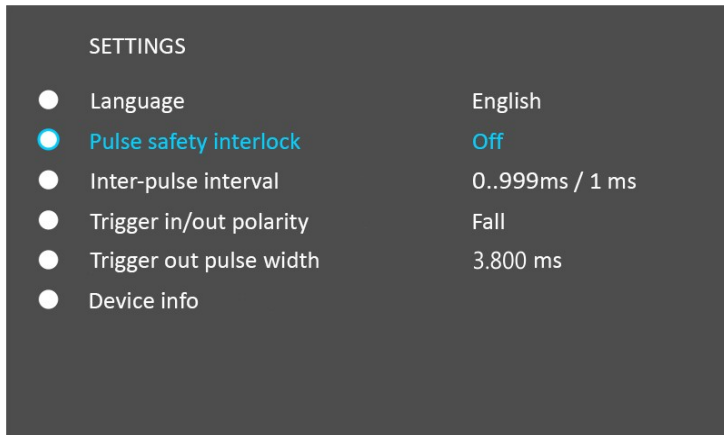 SETTINGS
Language English
Pulse safety interlock Off
Inter-pulse interval 0..999ms / 1 ms
Trigger in/out polarity Fall
Trigger out pulse width 3.800 ms
Device info